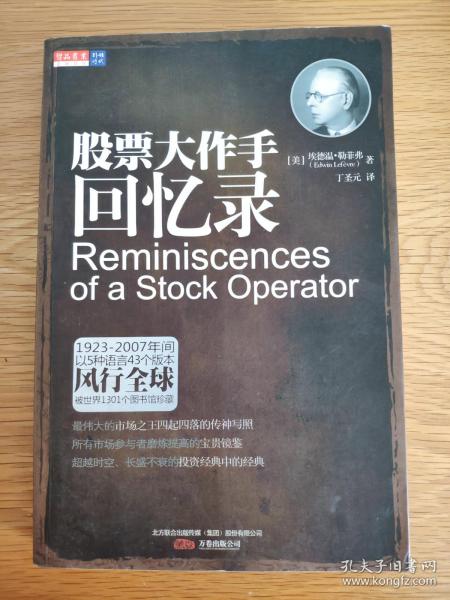 智品书业
股票大作手
回忆录
[美] 埃德温·勒菲弗 著
(Edwin Lefèvre)
丁圣元 译
Reminiscences
of a Stock Operator
1923-2007年间
以5种语言43个版本
风行全球
被世界1301个图书馆珍藏
最伟大的市场之王四起四落的传神写照
所有市场参与者磨炼提高的宝贵镜鉴
超越时空、长盛不衰的投资经典中的经典
北方联合出版传媒(集团)股份有限公司
万卷出版公司
孔夫子旧书网
www.kongfz.com